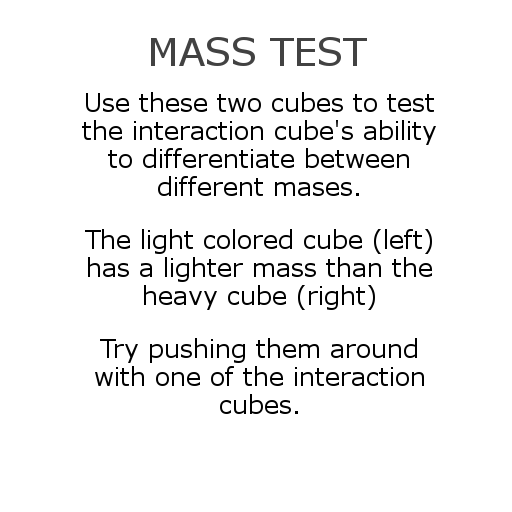 MASS TEST
Use these two cubes to test
the interaction cube's ability
to differentiate between
different mases.
The light colored cube (left)
has a lighter mass than the
heavy cube (right)
Try pushing them around
with one of the interaction
cubes.